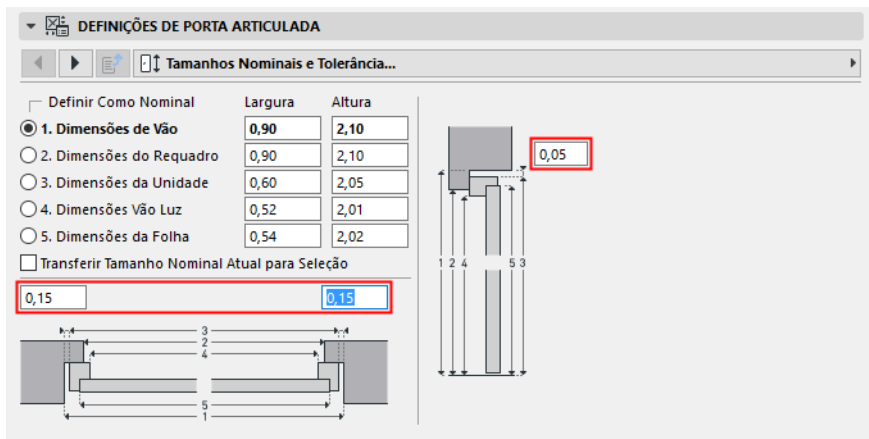 DEFINIÇÕES DE PORTA ARTICULADA
Tamanhos Nominais e Tolerância...
Definir Como Nominal Largura Altura
1. Dimensões de Vão 0,90 2,10
2. Dimensões do Requadro 0,90 2,10
3. Dimensões da Unidade 0,60 2,05
4. Dimensões Vão Luz 0,52 2,01
5. Dimensões da Folha 0,54 2,02
Transferir Tamanho Nominal Atual para Seleção
0,15 0,15
3
2
4
5
1
0,05
1 2 4 5 3